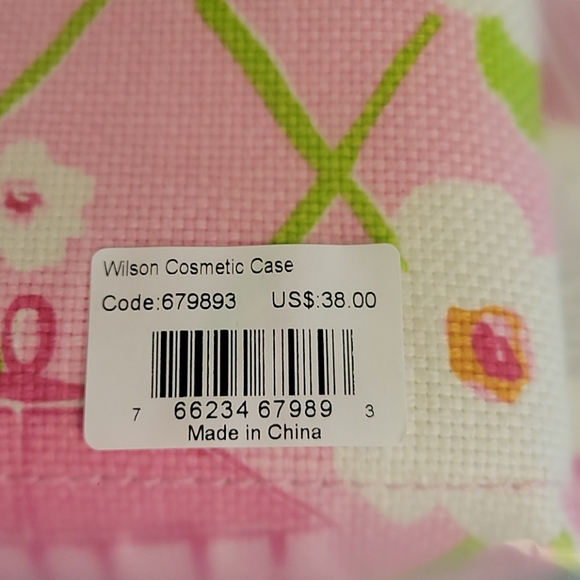 Wilson Cosmetic Case
Code:679893 US$:38.00
7 66234 67989 3
Made in China